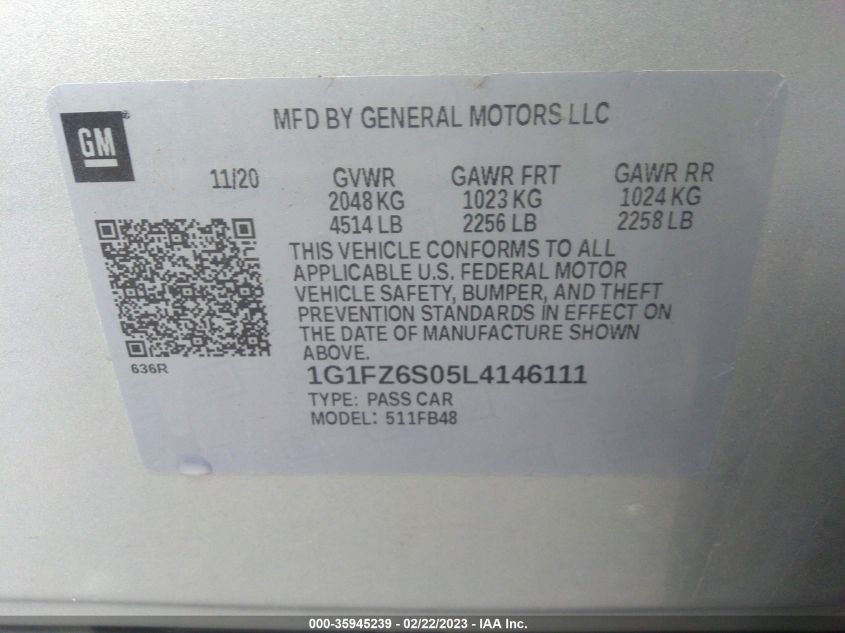 GM®
MFD BY GENERAL MOTORS LLC
11/20 GVWR GAWR FRT GAWR RR
2048 KG 1023 KG 1024 KG
4514 LB 2256 LB 2258 LB
THIS VEHICLE CONFORMS TO ALL
APPLICABLE U.S. FEDERAL MOTOR
VEHICLE SAFETY, BUMPER, AND THEFT
PREVENTION STANDARDS IN EFFECT ON
THE DATE OF MANUFACTURE SHOWN
ABOVE.
636R
1G1FZ6S05L4146111
TYPE: PASS CAR
MODEL: 511FB48
000-35945239 - 02/22/2023 - IAA Inc.